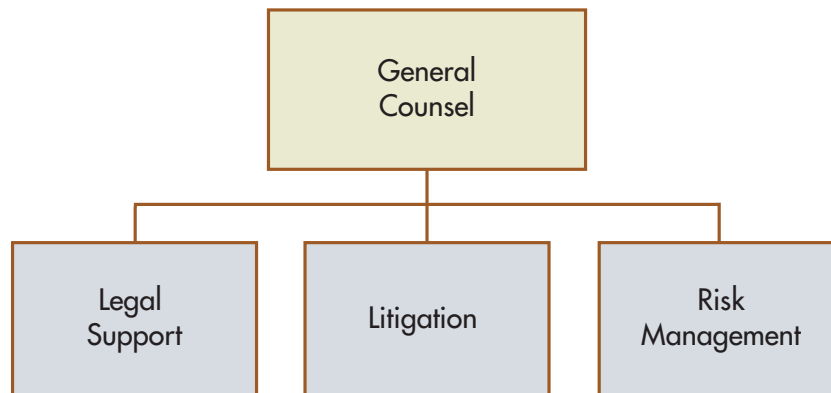 General
Counsel
Legal
Support
Litigation
Risk
Management